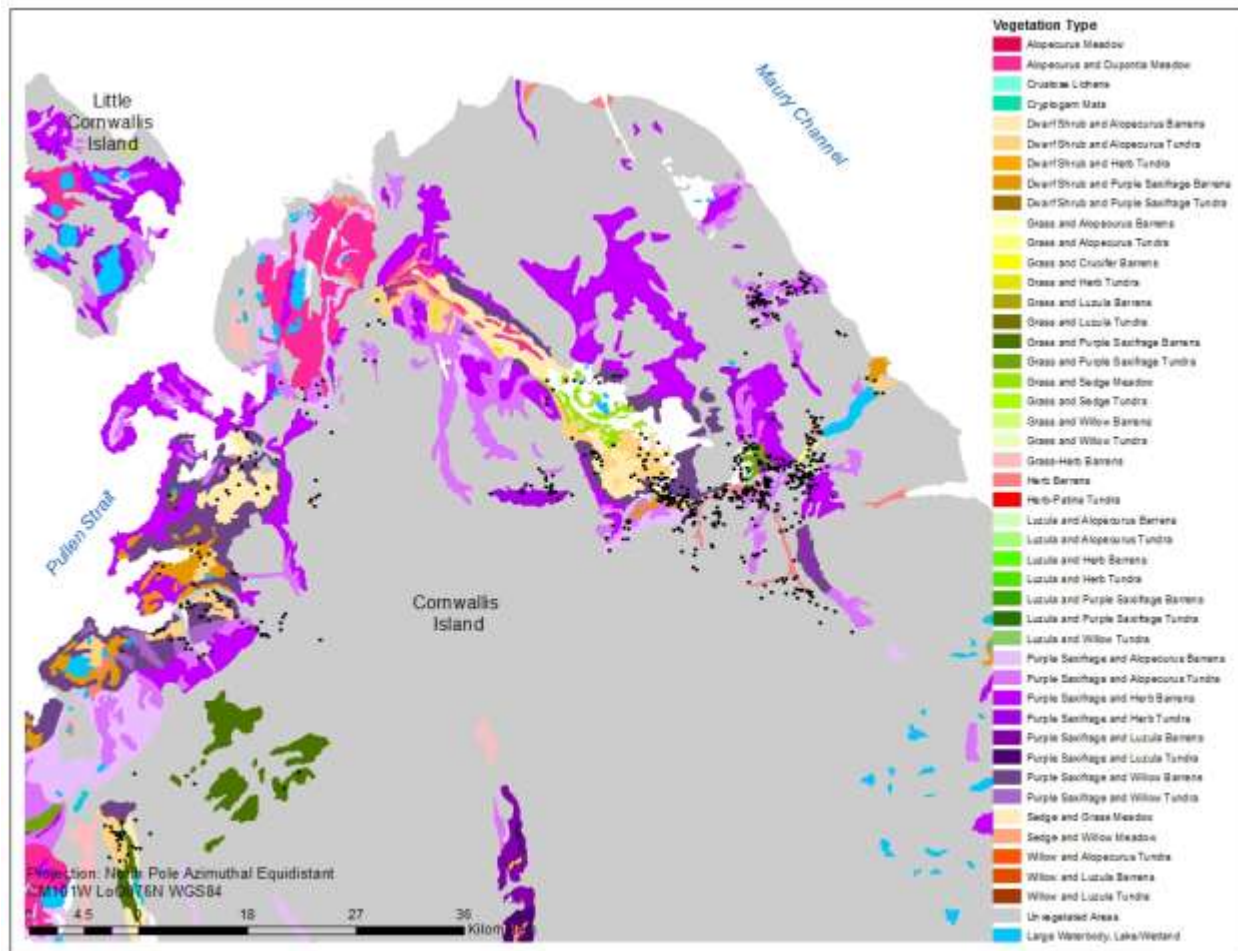 Vegetation Type
Alopecurus Meadow
Alopecurus and Dupontia Meadow
Crustose Lichens
Cryptogam Mats
Dwarf Shrub and Alopecurus Barrens
Dwarf Shrub and Alopecurus Tundra
Dwarf Shrub and Herb Tundra
Dwarf Shrub and Purple Saxifrage Barrens
Dwarf Shrub and Purple Saxifrage Tundra
Grass and Alopecurus Barrens
Grass and Alopecurus Tundra
Grass and Crucifer Barrens
Grass and Herb Tundra
Grass and Luzula Barrens
Grass and Luzula Tundra
Grass and Purple Saxifrage Barrens
Grass and Purple Saxifrage Tundra
Grass and Sedge Meadow
Grass and Sedge Tundra
Grass and Willow Barrens
Grass and Willow Tundra
Grass-Herb Barrens
Herb Barrens
Herb-Patina Tundra
Luzula and Alopecurus Barrens
Luzula and Alopecurus Tundra
Luzula and Herb Barrens
Luzula and Herb Tundra
Luzula and Purple Saxifrage Barrens
Luzula and Purple Saxifrage Tundra
Luzula and Willow Tundra
Purple Saxifrage and Alopecurus Barrens
Purple Saxifrage and Alopecurus Tundra
Purple Saxifrage and Herb Barrens
Purple Saxifrage and Herb Tundra
Purple Saxifrage and Luzula Barrens
Purple Saxifrage and Luzula Tundra
Purple Saxifrage and Willow Barrens
Purple Saxifrage and Willow Tundra
Sedge and Grass Meadow
Sedge and Willow Meadow
Willow and Alopecurus Tundra
Willow and Luzula Barrens
Willow and Luzula Tundra
Unvegetated Areas
Large Waterbody, Lake/Wetland
Little
Cornwallis
Island
Maury Channel
Pullen Strait
Cornwallis
Island
Projection: North Pole Azimuthal Equidistant
WGS84
4.5 9 18 27 36